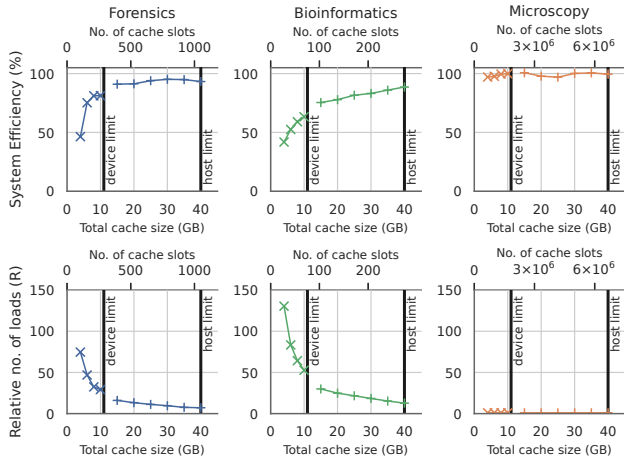 Forensics Bioinformatics Microscopy
No. of cache slots No. of cache slots No. of cache slots
0 500 1000 0 100 200 0 3×10⁶ 6×10⁶
System Efficiency (%)
100 100 100
50 50 50
0 0 0
device limit host limit device limit host limit device limit host limit
0 10 20 30 40 0 10 20 30 40 0 10 20 30 40
Total cache size (GB) Total cache size (GB) Total cache size (GB)
No. of cache slots No. of cache slots No. of cache slots
0 500 1000 0 100 200 0 3×10⁶ 6×10⁶
Relative no. of loads (R)
150 150 150
100 100 100
50 50 50
0 0 0
device limit host limit device limit host limit device limit host limit
0 10 20 30 40 0 10 20 30 40 0 10 20 30 40
Total cache size (GB) Total cache size (GB) Total cache size (GB)